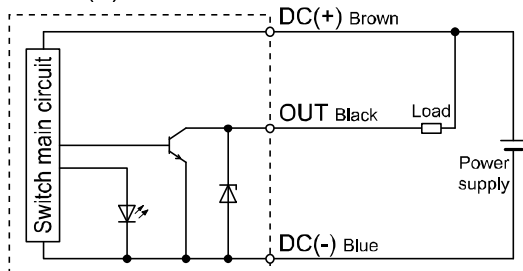 DC(+) Brown
Switch main circuit
OUT Black
Load
Power
supply
DC(-) Blue